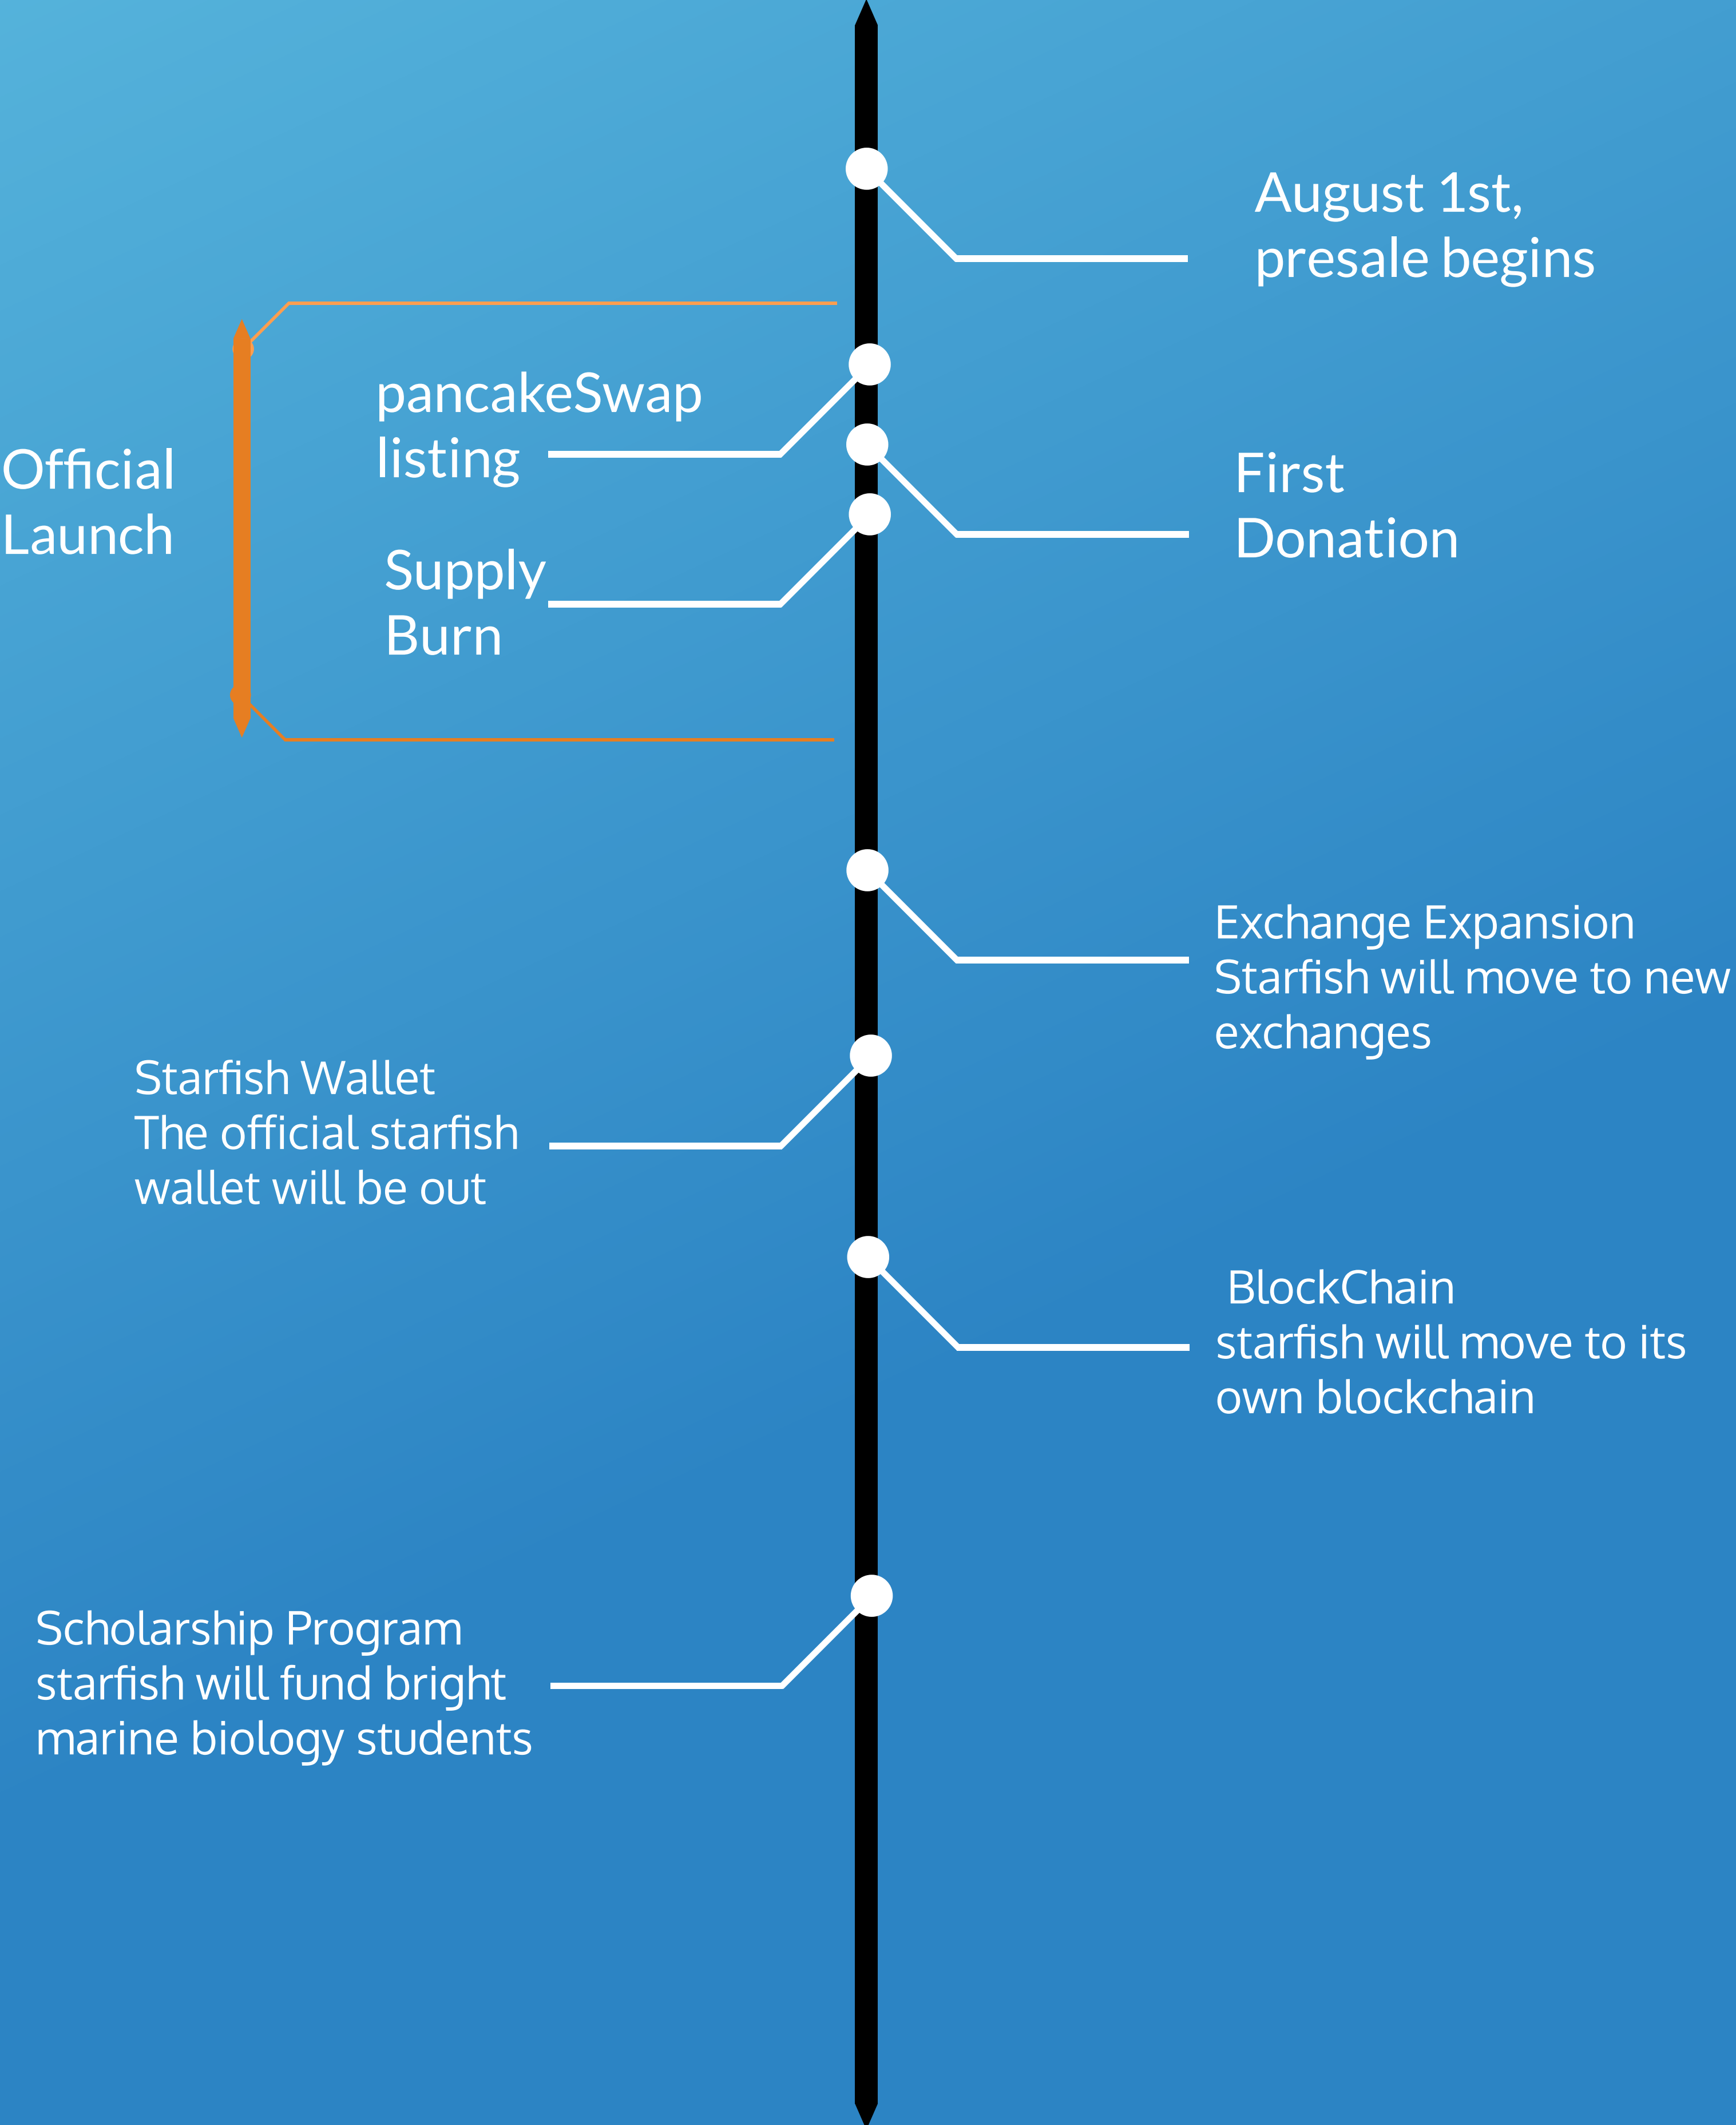 August 1st,
presale begins
Official
Launch
pancakeSwap
listing
First
Donation
Supply
Burn
Exchange Expansion
Starfish will move to new
exchanges
Starfish Wallet
The official starfish
wallet will be out
BlockChain
starfish will move to its
own blockchain
Scholarship Program
starfish will fund bright
marine biology students